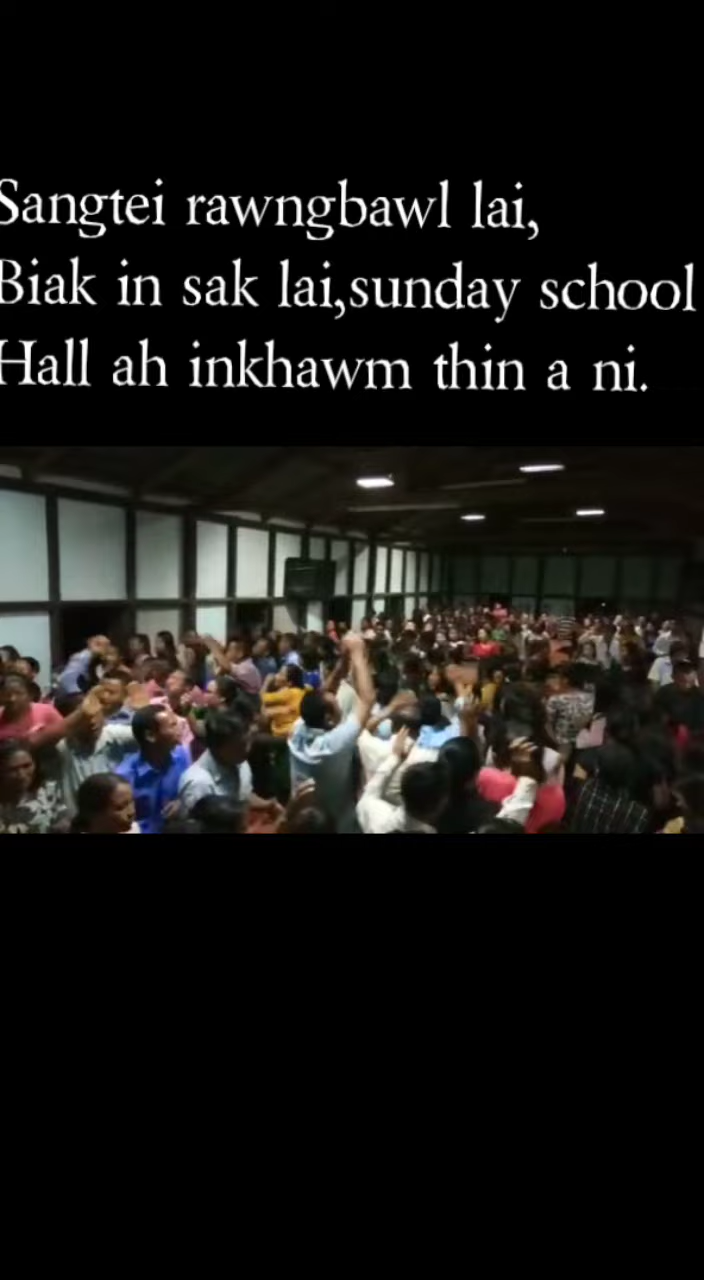 Sangtei rawngbawl lai,
Biak in sak lai,sunday school
Hall ah inkhawm thin a ni.